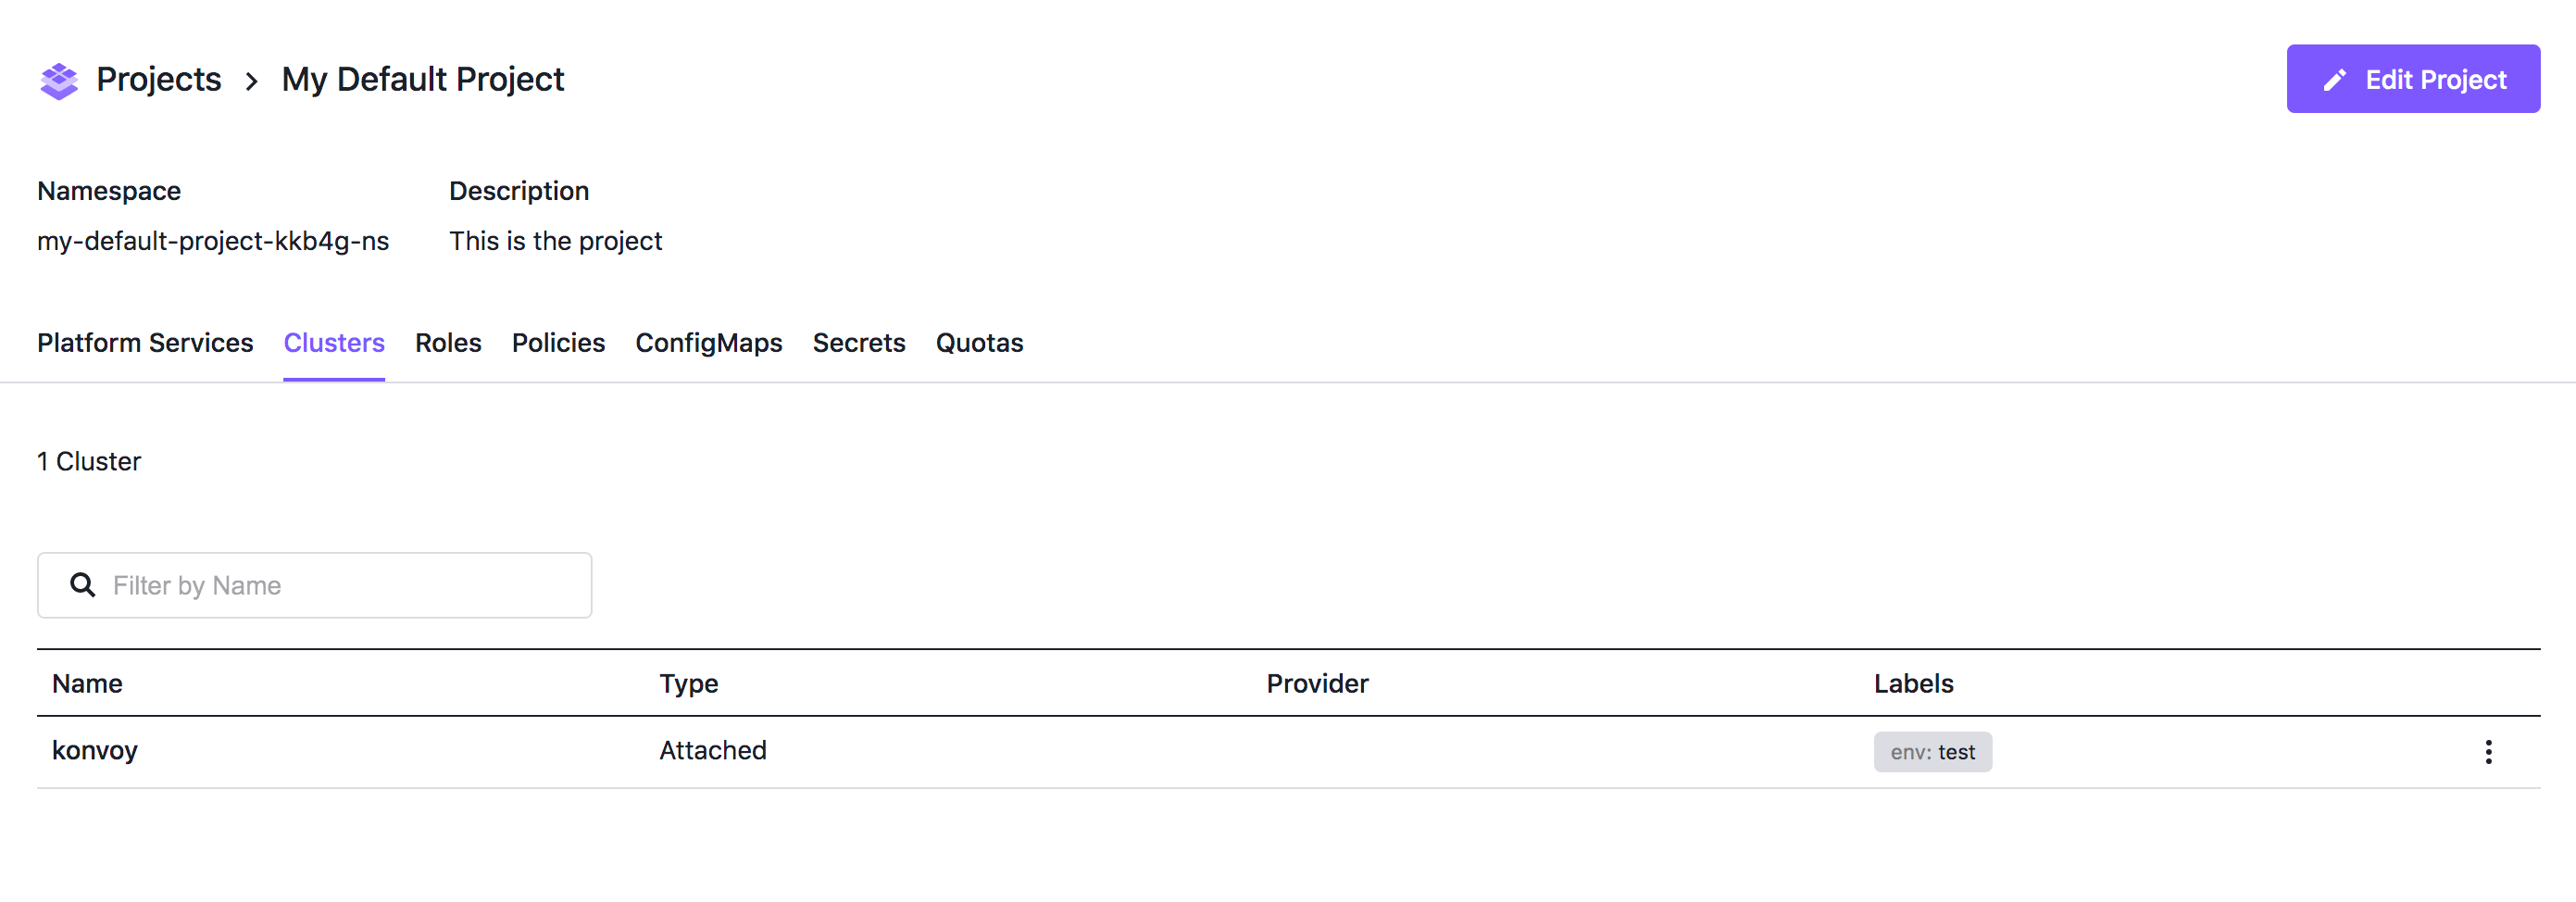 Projects > My Default Project
Edit Project
Namespace Description
my-default-project-kkb4g-ns This is the project
Platform Services Clusters Roles Policies ConfigMaps Secrets Quotas
1 Cluster
Filter by Name
Name Type Provider Labels
konvoy Attached env: test